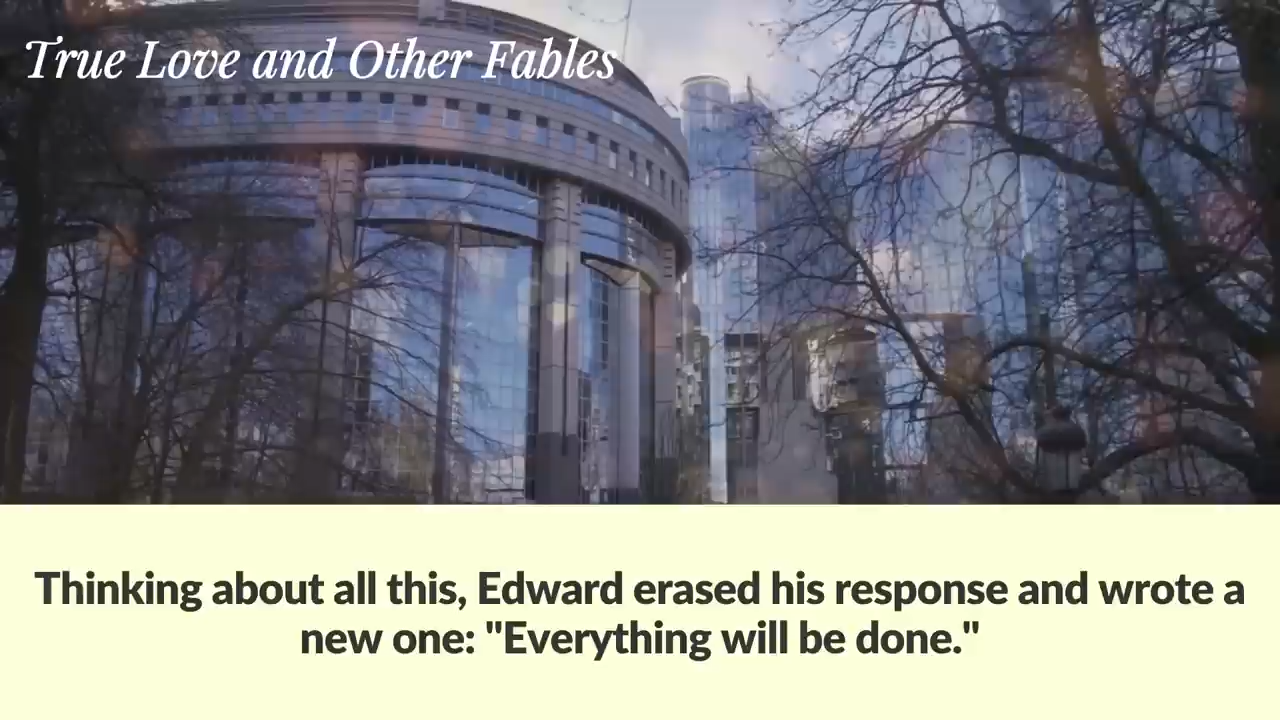 True Love and Other Fables
Thinking about all this, Edward erased his response and wrote a
new one: "Everything will be done."